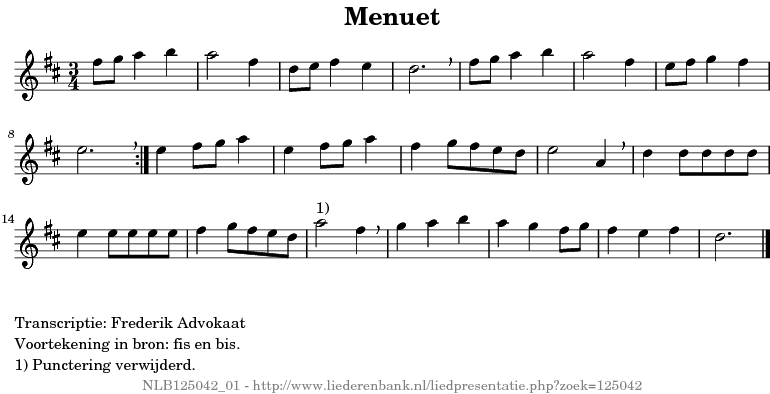 Menuet
3
4
8
14
1)
Transcriptie: Frederik Advokaat
Voortekening in bron: fis en bis.
1) Punctering verwijderd.
NLB125042_01 - http://www.liederenbank.nl/liedpresentatie.php?zoek=125042